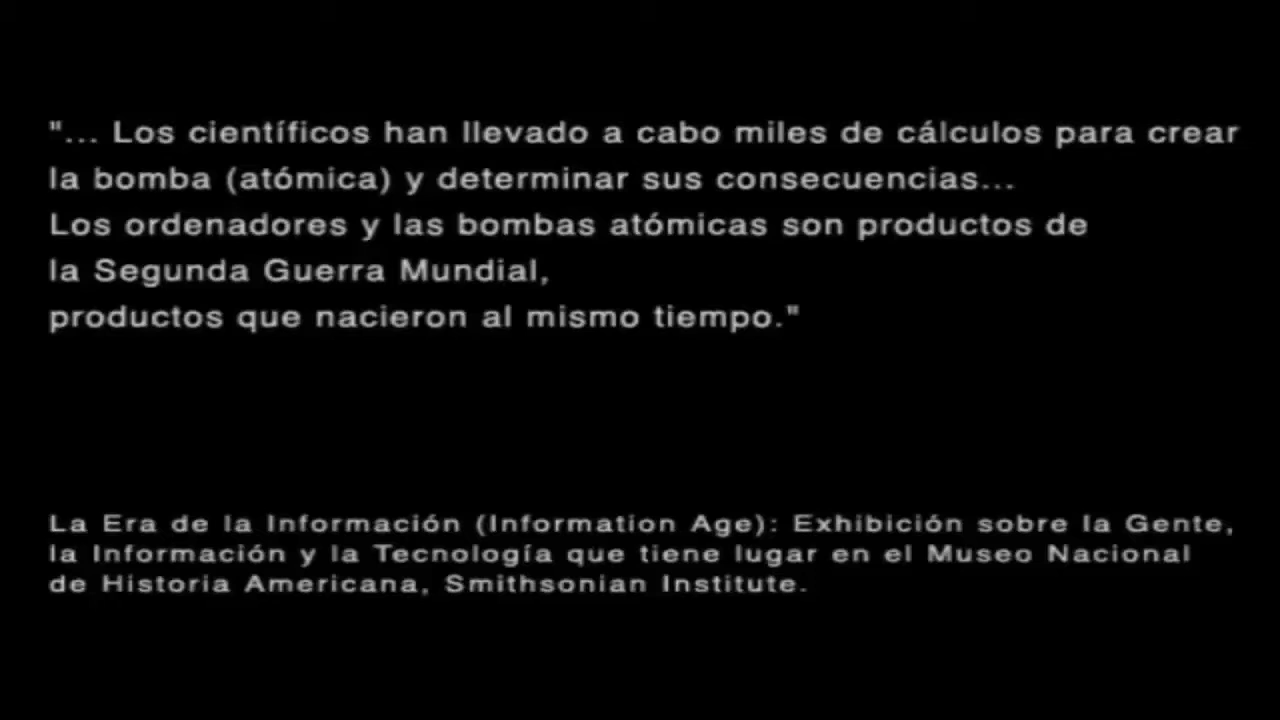 "... Los científicos han llevado a cabo miles de cálculos para crear
la bomba (atómica) y determinar sus consecuencias...
Los ordenadores y las bombas atómicas son productos de
la Segunda Guerra Mundial,
productos que nacieron al mismo tiempo."
La Era de la Información (Information Age): Exhibición sobre la Gente,
la Información y la Tecnología que tiene lugar en el Museo Nacional
de Historia Americana, Smithsonian Institute.